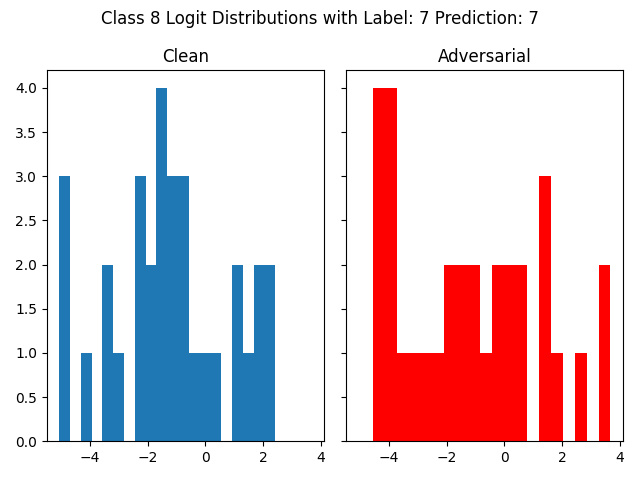 Class 8 Logit Distributions with Label: 7 Prediction: 7
Clean
Adversarial
4.0
3.5
3.0
2.5
2.0
1.5
1.0
0.5
0.0
−4 −2 0 2 4
−4 −2 0 2 4